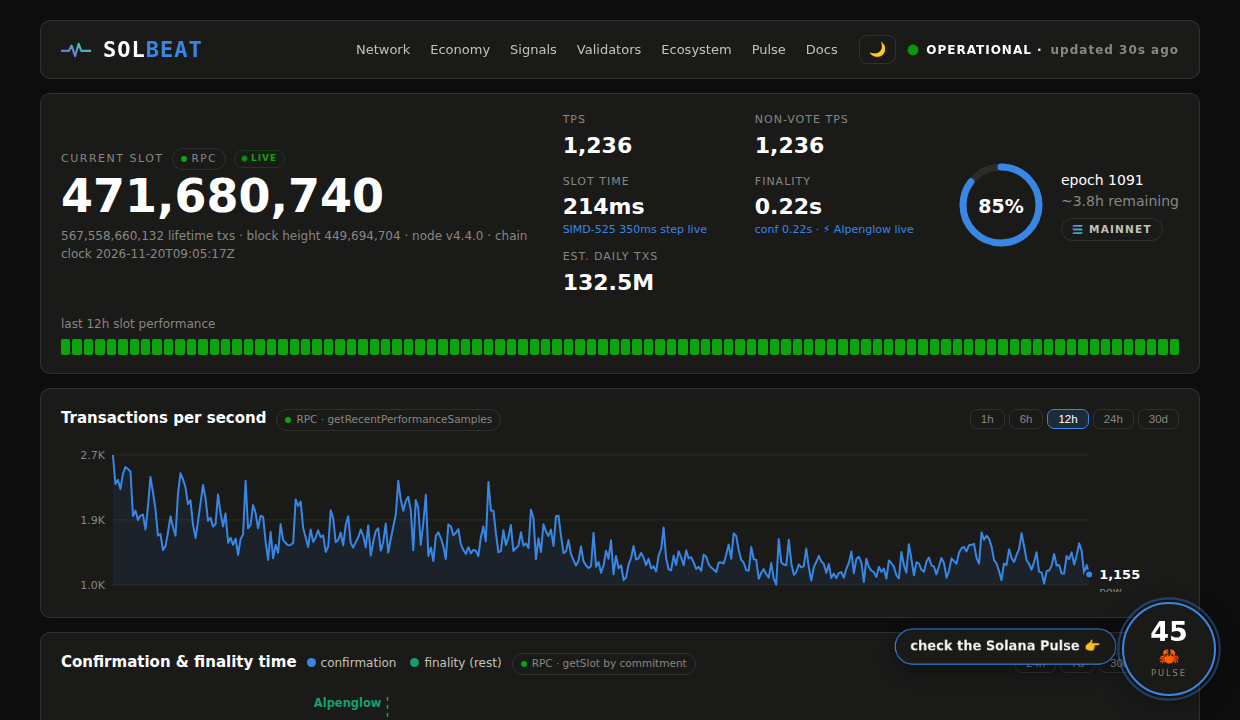 SOLBEAT
Network Economy Signals Validators Ecosystem Pulse Docs 🌙 OPERATIONAL · updated 30s ago
CURRENT SLOT RPC LIVE
471,680,740
567,558,660,132 lifetime txs · block height 449,694,704 · node v4.4.0 · chain
clock 2026-11-20T09:05:17Z
TPS
1,236
NON-VOTE TPS
1,236
SLOT TIME
214ms
SIMD-525 350ms step live
FINALITY
0.22s
conf 0.22s · ⚡ Alpenglow live
EST. DAILY TXS
132.5M
85%
epoch 1091
~3.8h remaining
MAINNET
last 12h slot performance
Transactions per second RPC · getRecentPerformanceSamples
1h 6h 12h 24h 30d
2.7K
1.9K
1.0K
1,155
now
Confirmation & finality time confirmation finality (rest) RPC · getSlot by commitment
check the Solana Pulse 👉
45
🦀
PULSE
Alpenglow